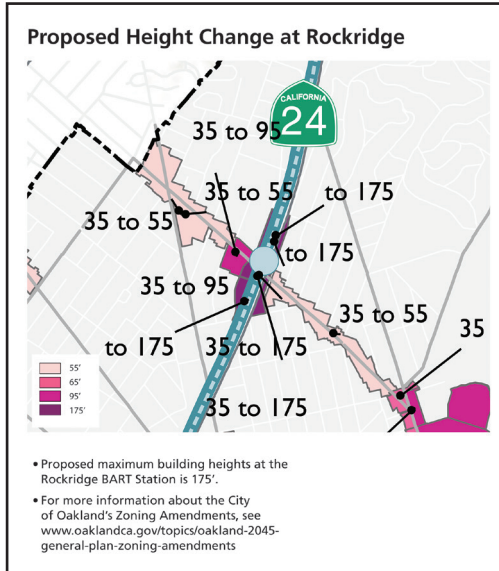 Proposed Height Change at Rockridge
CALIFORNIA
24
35 to 95
35 to 55
to 175
35 to 55
to 175
35 to 95
35 to 55
to 175
35 to 175
35
35 to 175
55'
65'
95'
175'
• Proposed maximum building heights at the
Rockridge BART Station is 175'.
• For more information about the City
of Oakland's Zoning Amendments, see
www.oaklandca.gov/topics/oakland-2045-
general-plan-zoning-amendments